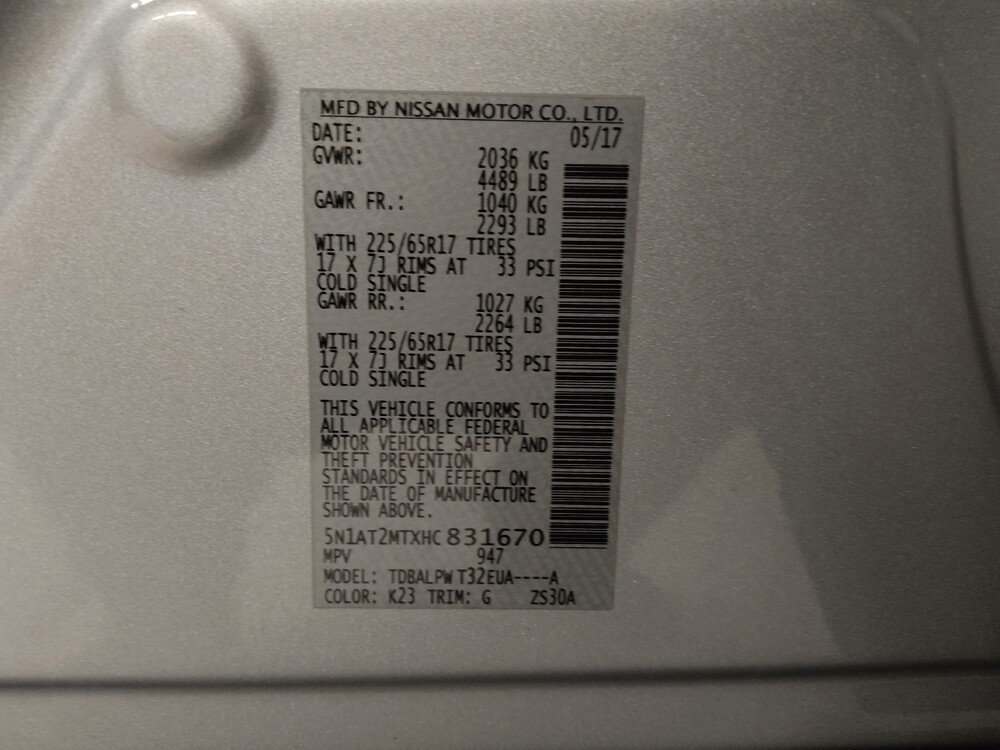 MFD BY NISSAN MOTOR CO., LTD.
DATE: 05/17
GVWR: 2036 KG
4489 LB
GAWR FR.: 1040 KG
2293 LB
WITH 225/65R17 TIRES
17 X 7J RIMS AT 33 PSI
COLD SINGLE
GAWR RR.: 1027 KG
2264 LB
WITH 225/65R17 TIRES
17 X 7J RIMS AT 33 PSI
COLD SINGLE
THIS VEHICLE CONFORMS TO
ALL APPLICABLE FEDERAL
MOTOR VEHICLE SAFETY AND
THEFT PREVENTION
STANDARDS IN EFFECT ON
THE DATE OF MANUFACTURE
SHOWN ABOVE.
5N1AT2MTXHC831670
MPV 947
MODEL: TDBALPW T32EUA----A
COLOR: K23 TRIM: G ZS30A